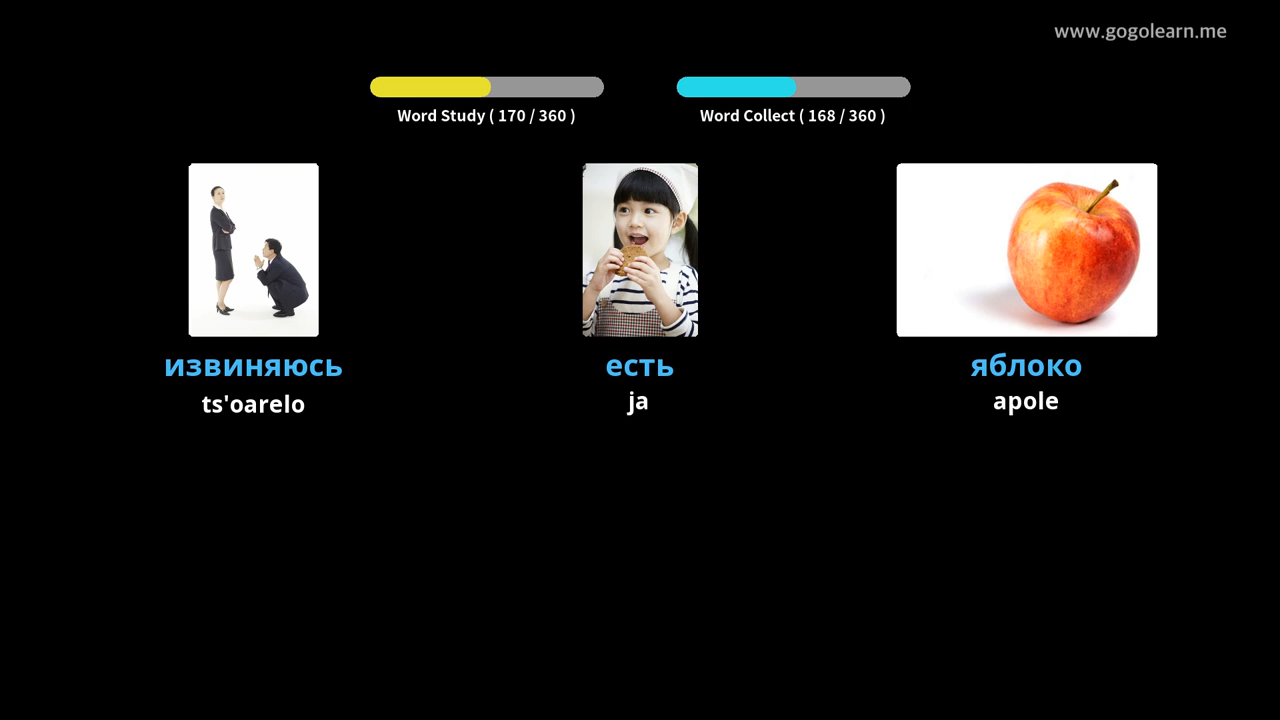 www.gogolearn.me
Word Study ( 170 / 360 )
Word Collect ( 168 / 360 )
извиняюсь
есть
яблоко
ts'oarelo
ja
apole